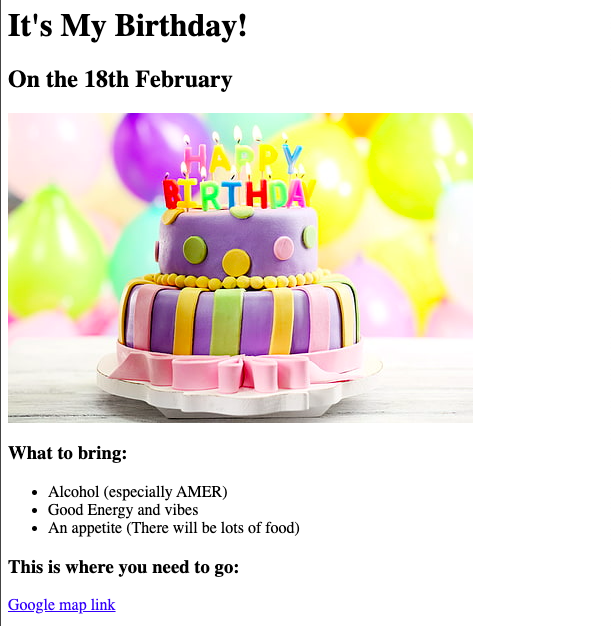 It's My Birthday!
On the 18th February
HAPPY
BIRTHDAY
What to bring:
Alcohol (especially AMER)
Good Energy and vibes
An appetite (There will be lots of food)
This is where you need to go:
Google map link